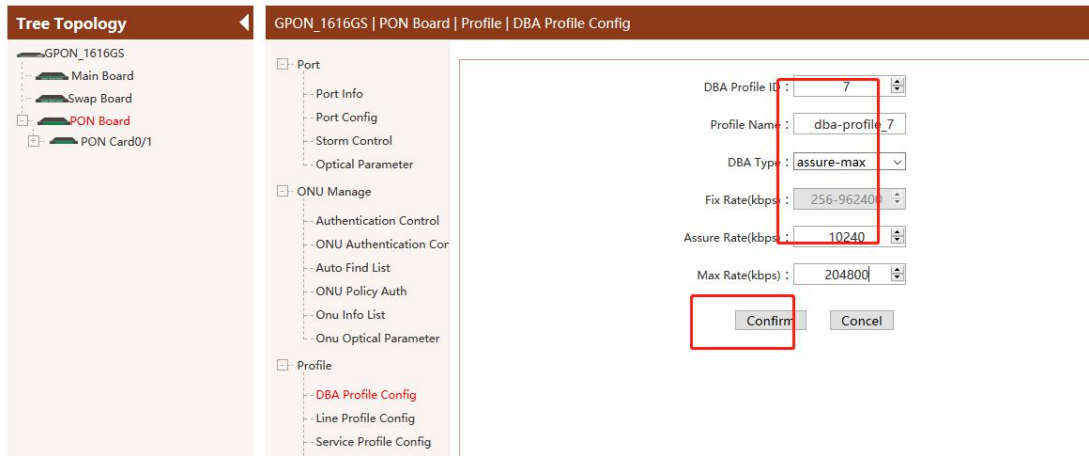 Tree Topology
GPON_1616GS
Main Board
Swap Board
PON Board
PON Card0/1
GPON_1616GS | PON Board | Profile | DBA Profile Config
Port
Port Info
Port Config
Storm Control
Optical Parameter
ONU Manage
Authentication Control
ONU Authentication Cor
Auto Find List
ONU Policy Auth
Onu Info List
Onu Optical Parameter
Profile
DBA Profile Config
Line Profile Config
Service Profile Config
DBA Profile ID : 7
Profile Name : dba-profile_7
DBA Type : assure-max
Fix Rate(kbps) : 256-962400
Assure Rate(kbps) : 10240
Max Rate(kbps) : 204800
Confirm Concel